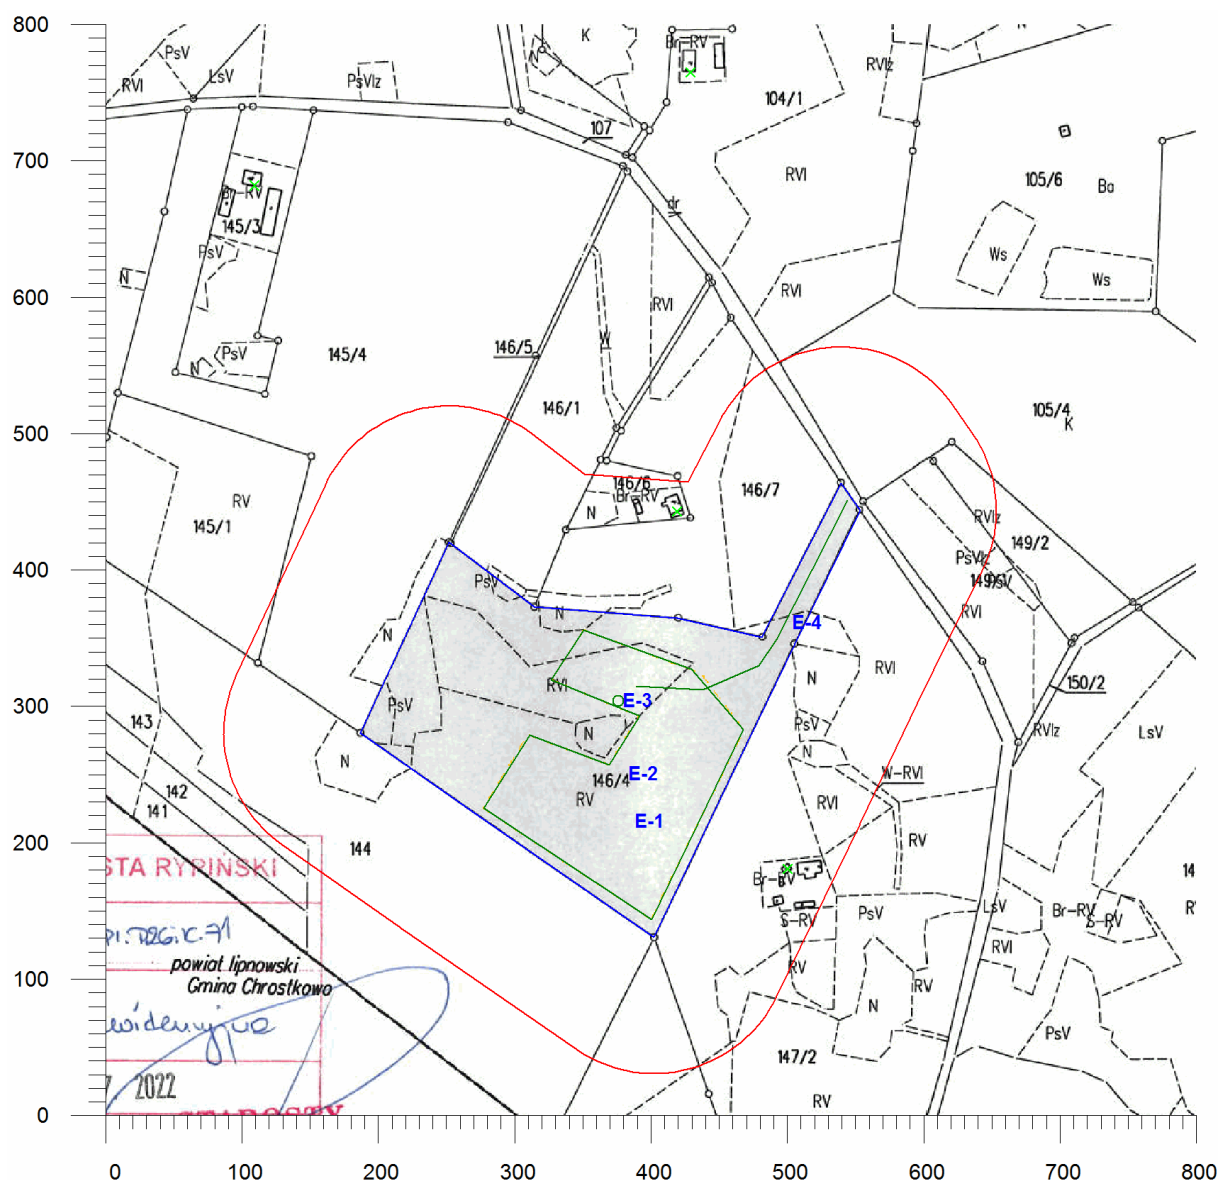 800
K
N
Br-RV
PsV
LsV
RVI
PsVIz
RVIz
104/1
107
700
RVI
105/6
Ba
Br-RV
dr
145/3
PsV
Ws
Ws
N
600
RVI
RVI
W
146/5
145/4
PsV
N
146/1
105/4
K
500
146/6
146/7
Br-RV
RV
N
RVIz
145/1
149/2
PsVIz
400
PsV
RVI
N
N
E-4
N
RVI
300
PsV
RVI
E-3
N
150/2
143
PsV
RVIz
LsV
N
N
W-RVI
E-2
146/4
142
RV
RVI
141
E-1
200
144
RV
STA RYPIŃSKI
Br-RV
PsV
LsV
Br-RV
S-RV
S-RV
14
RVI
powiat lipnowski
RV
RV
100
Gmina Chrostkowo
N
PsV
147/2
2022
RV
0
STAROSTY
0 100 200 300 400 500 600 700 800